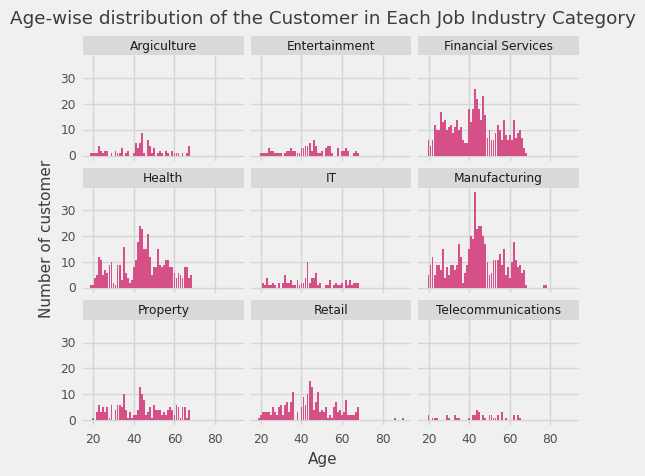 Age-wise distribution of the Customer in Each Job Industry Category
Argiculture Entertainment Financial Services
30
20
10
0
Health IT Manufacturing
30
20
10
0
Property Retail Telecommunications
30
20
10
0
20 40 60 80 20 40 60 80 20 40 60 80
Number of customer
Age